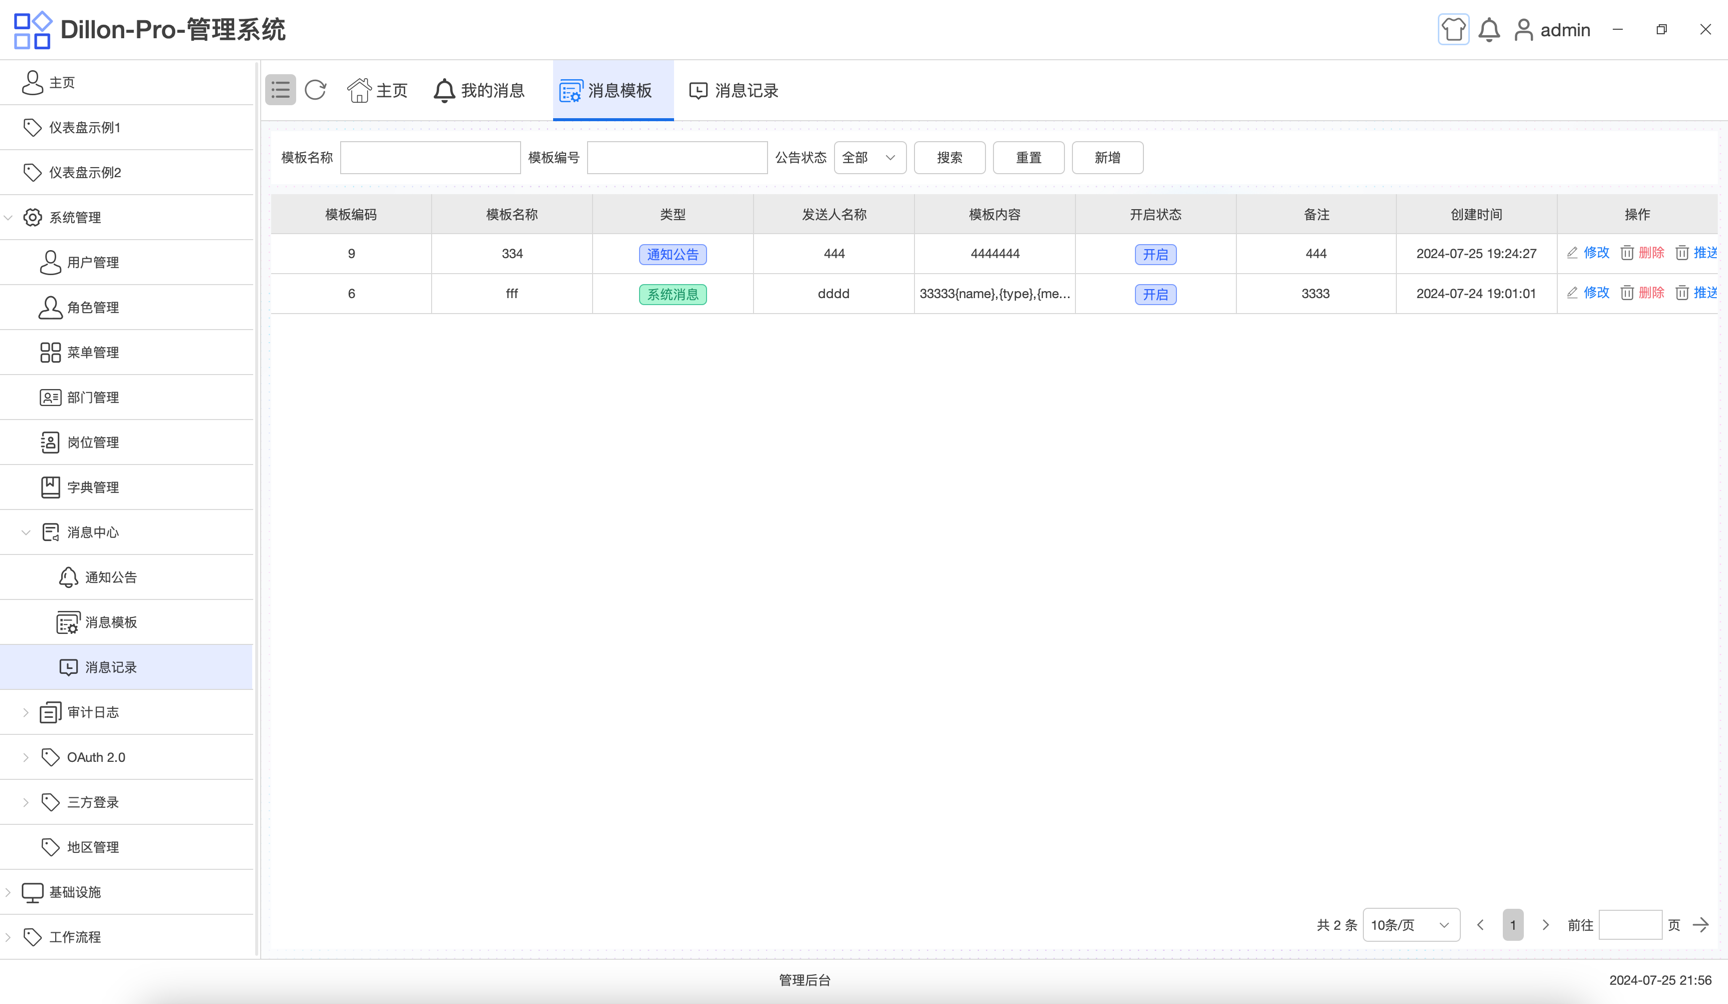 Dillon-Pro-管理系统
admin
主页
仪表盘示例1
仪表盘示例2
系统管理
用户管理
角色管理
菜单管理
部门管理
岗位管理
字典管理
消息中心
通知公告
消息模板
消息记录
审计日志
OAuth 2.0
三方登录
地区管理
基础设施
工作流程
主页 我的消息 消息模板 消息记录
模板名称 模板编号 公告状态 全部 搜索 重置 新增
模板编码 模板名称 类型 发送人名称 模板内容 开启状态 备注 创建时间 操作
9 334 通知公告 444 4444444 开启 444 2024-07-25 19:24:27 修改 删除 推送
6 fff 系统消息 dddd 33333{name},{type},{me... 开启 3333 2024-07-24 19:01:01 修改 删除 推送
共 2 条 10条/页 1 前往 页
管理后台
2024-07-25 21:56